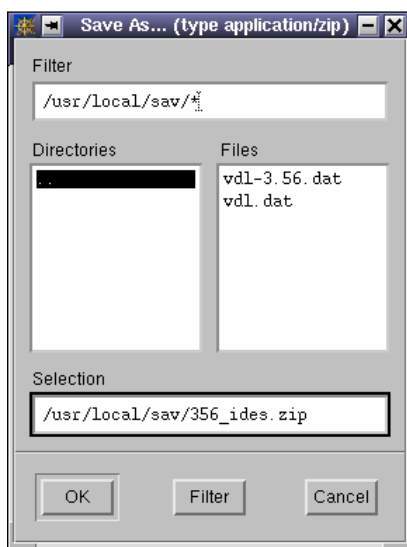 Save As... (type application/zip)
Filter
/usr/local/sav/*
Directories
Files
..
vdl-3.56.dat
vdl.dat
Selection
/usr/local/sav/356_ides.zip
OK
Filter
Cancel